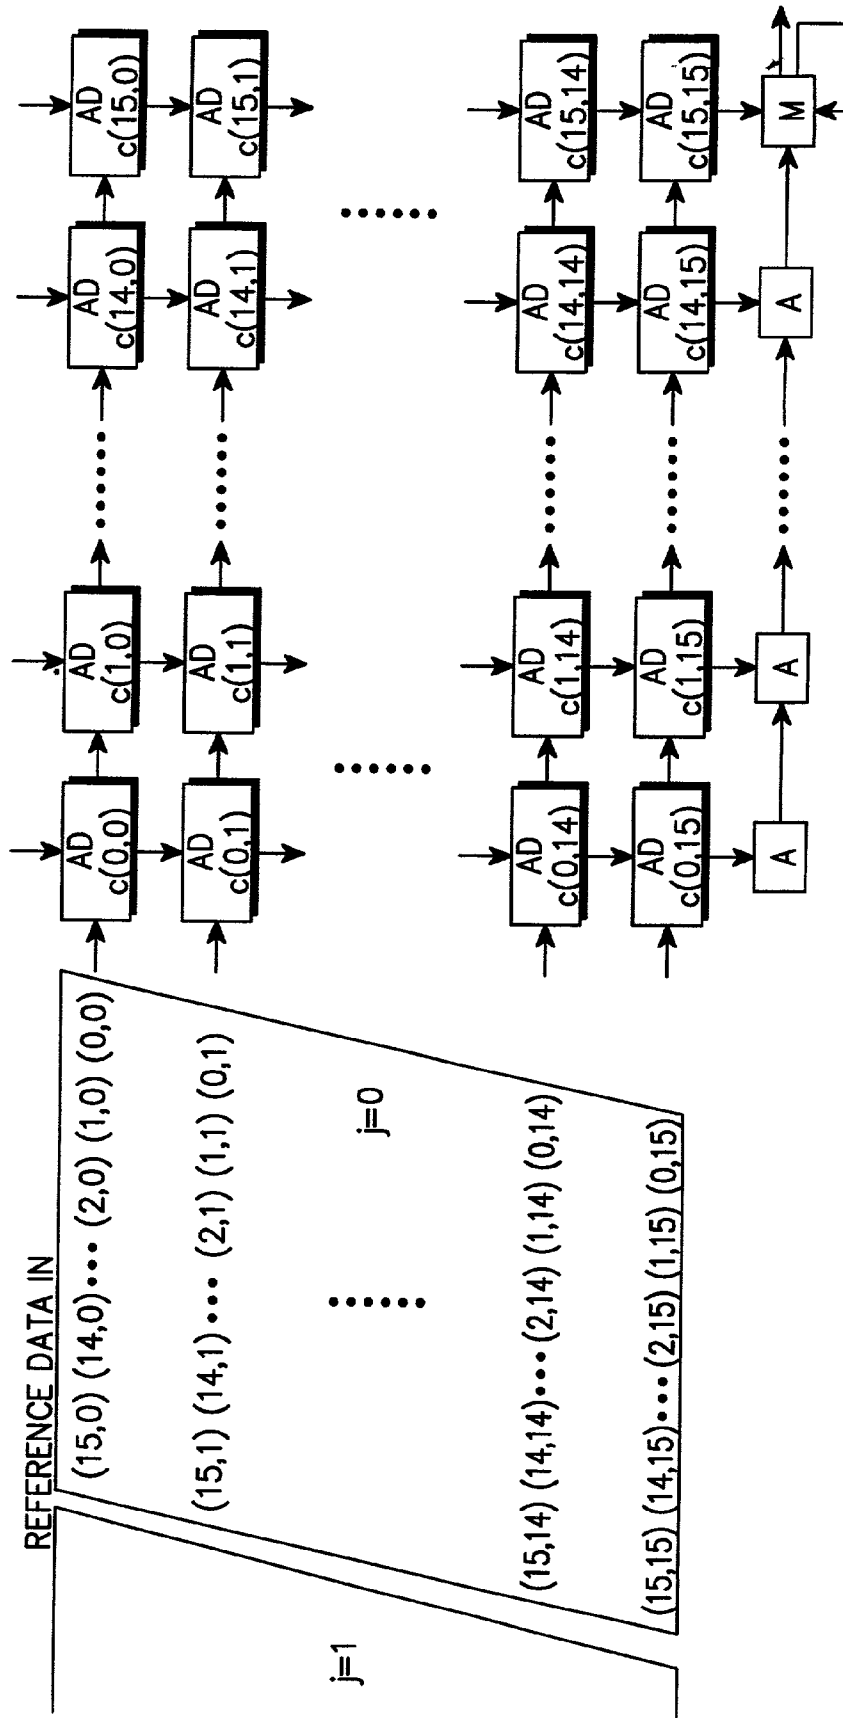 REFERENCE DATA IN
(15,0) (14,0)••• (2,0) (1,0) (0,0)
AD
c(0,0)
AD
c(1,0)
••••••
AD
c(14,0)
AD
c(15,0)
(15,1) (14,1)••• (2,1) (1,1) (0,1)
AD
c(0,1)
AD
c(1,1)
••••••
AD
c(14,1)
AD
c(15,1)
j=1
••••••
j=0
••••••
••••••
(15,14) (14,14)••• (2,14) (1,14) (0,14)
AD
c(0,14)
AD
c(1,14)
••••••
AD
c(14,14)
AD
c(15,14)
(15,15) (14,15)••• (2,15) (1,15) (0,15)
AD
c(0,15)
AD
c(1,15)
••••••
AD
c(14,15)
AD
c(15,15)
A
A
••••••
A
M